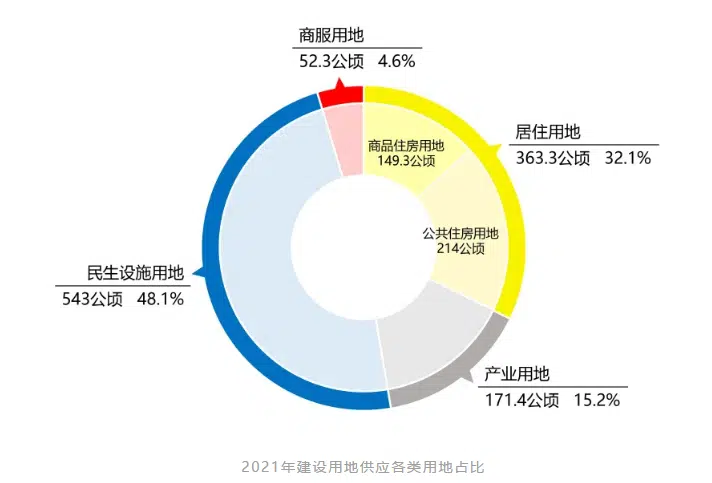 商服用地
52.3公顷 4.6%
商品住房用地
149.3公顷
居住用地
363.3公顷 32.1%
公共住房用地
214公顷
民生设施用地
543公顷 48.1%
产业用地
171.4公顷 15.2%
2021年建设用地供应各类用地占比